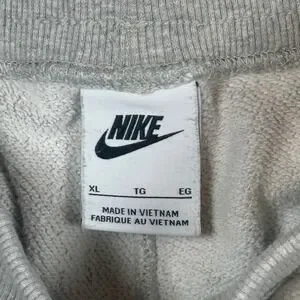 NIKE
XL TG EG
MADE IN VIETNAM
FABRIQUE AU VIETNAM